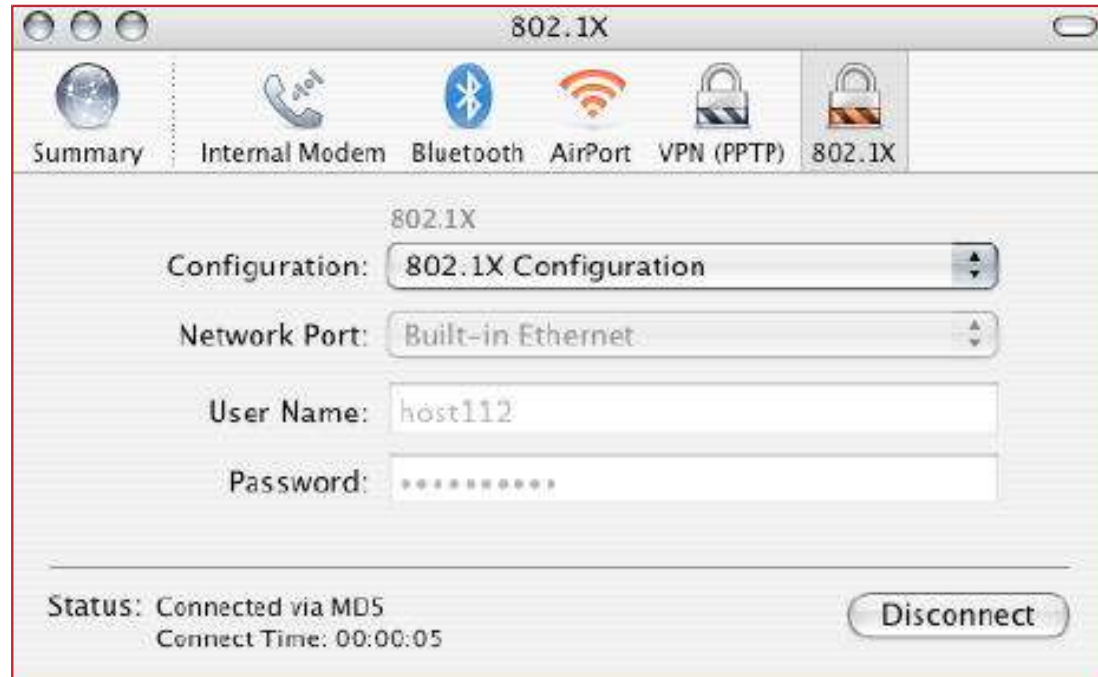 802.1X
Summary Internal Modem Bluetooth AirPort VPN (PPTP) 802.1X
802.1X
Configuration: 802.1X Configuration
Network Port: Built-in Ethernet
User Name: host112
Password: ••••••••••
Status: Connected via MD5
Connect Time: 00:00:05
Disconnect